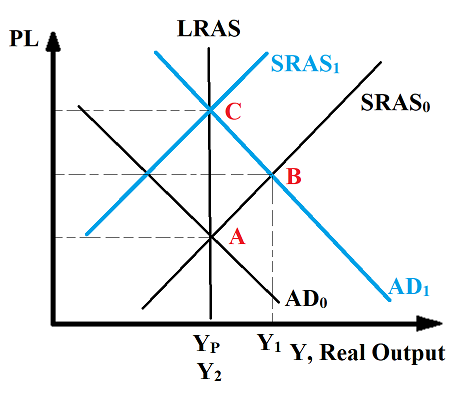 PL
LRAS
SRAS₁
SRAS₀
C
B
A
AD₀
AD₁
Yₚ
Y₁
Y, Real Output
Y₂